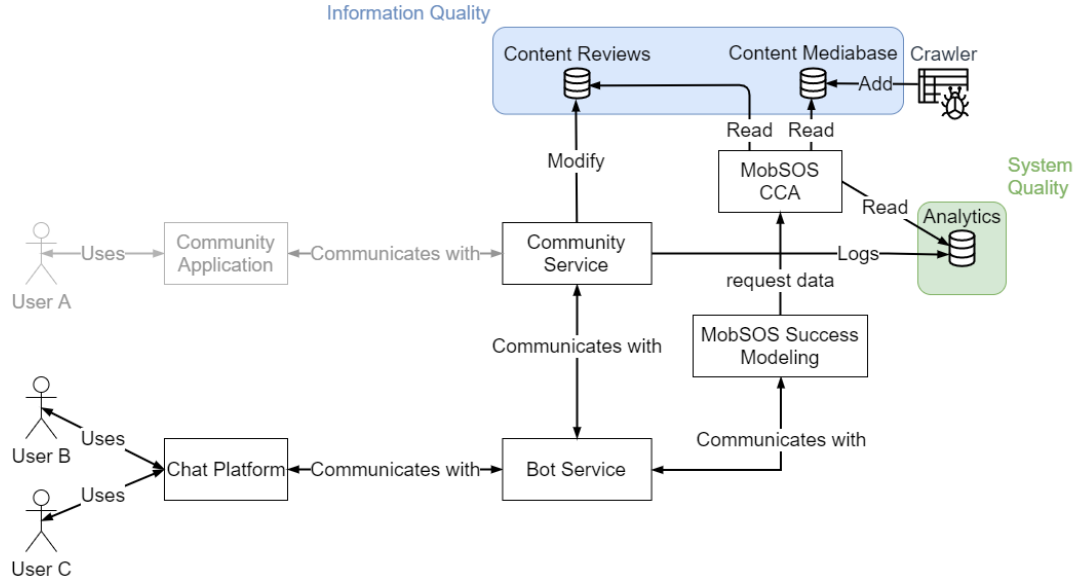 Information Quality
Content Reviews
Content Mediabase
Crawler
Add
Read
Read
Modify
MobSOS
CCA
System
Quality
Read
Analytics
Uses
Community
Application
Communicates with
Community
Service
Logs
User A
request data
Communicates with
MobSOS Success
Modeling
Uses
User B
Communicates with
Chat Platform
Communicates with
Bot Service
Uses
User C